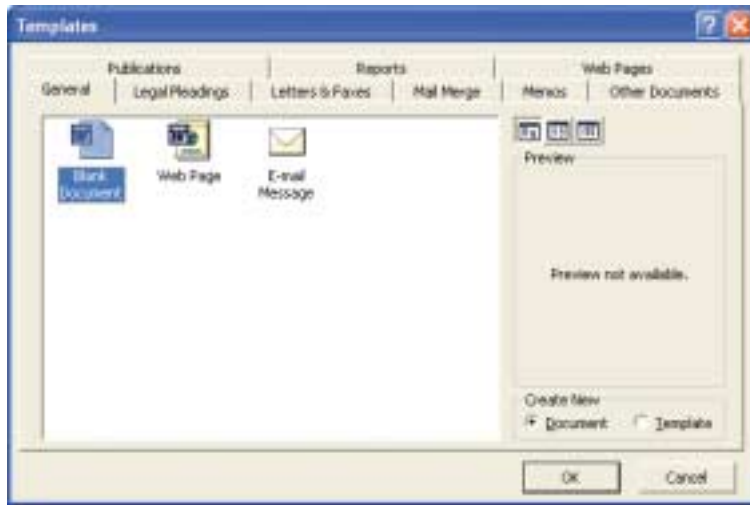 Templates
Publications Reports Web Pages
General Legal Pleadings Letters & Faxes Mail Merge Memos Other Documents
Blank Document
Web Page
E-mail Message
Preview
Preview not available.
Create New
Document Template
OK Cancel